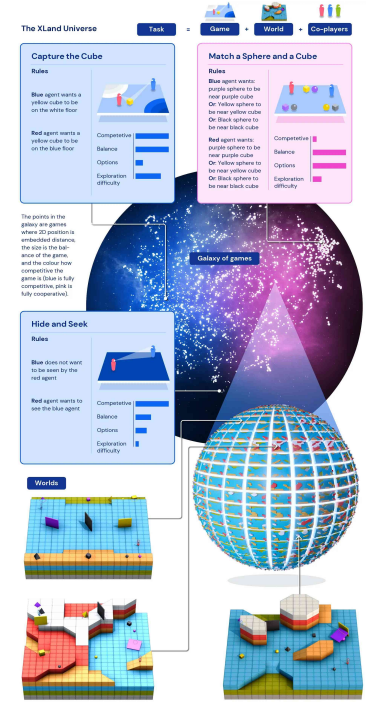 The XLand Universe
Task = Game + World + Co-players
Capture the Cube
Rules
Blue agent wants a
yellow cube to be
on the white floor
Red agent wants a
yellow cube to be
on the blue floor
Competetive
Balance
Options
Exploration
difficulty
Match a Sphere and a Cube
Rules
Blue agent wants:
purple sphere to be
near purple cube
Or: Yellow sphere to
be near yellow cube
Or: Black sphere to
be near black cube
Red agent wants:
purple sphere to be
near purple cube
Or: Yellow sphere to
be near yellow cube
Or: Black sphere to
be near black cube
Competitive
Balance
Options
Exploration
difficulty
The points in the
galaxy are games
where 2D position is
embedded distance,
the size is the bal-
ance of the game,
and the colour how
competitive the
game is (blue is fully
competitive, pink is
fully cooperative).
Galaxy of games
Hide and Seek
Rules
Blue does not want
to be seen by the
red agent
Red agent wants to
see the blue agent
Competetive
Balance
Options
Exploration
difficulty
Worlds